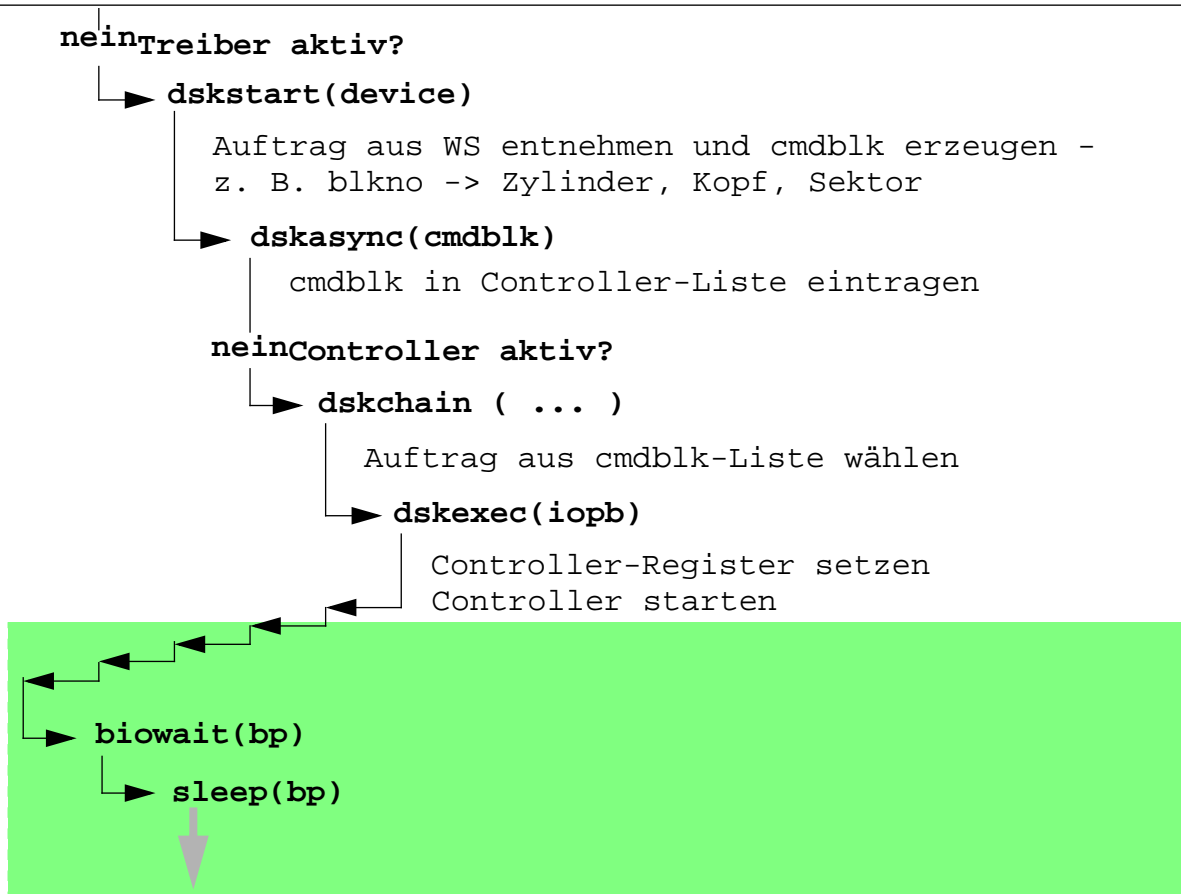 nein Treiber aktiv?
dskstart(device)
Auftrag aus WS entnehmen und cmdblk erzeugen -
z. B. blkno -> Zylinder, Kopf, Sektor
dskasync(cmdblk)
cmdblk in Controller-Liste eintragen
nein Controller aktiv?
dskchain ( ... )
Auftrag aus cmdblk-Liste wählen
dskexec(iopb)
Controller-Register setzen
Controller starten
biowait(bp)
sleep(bp)